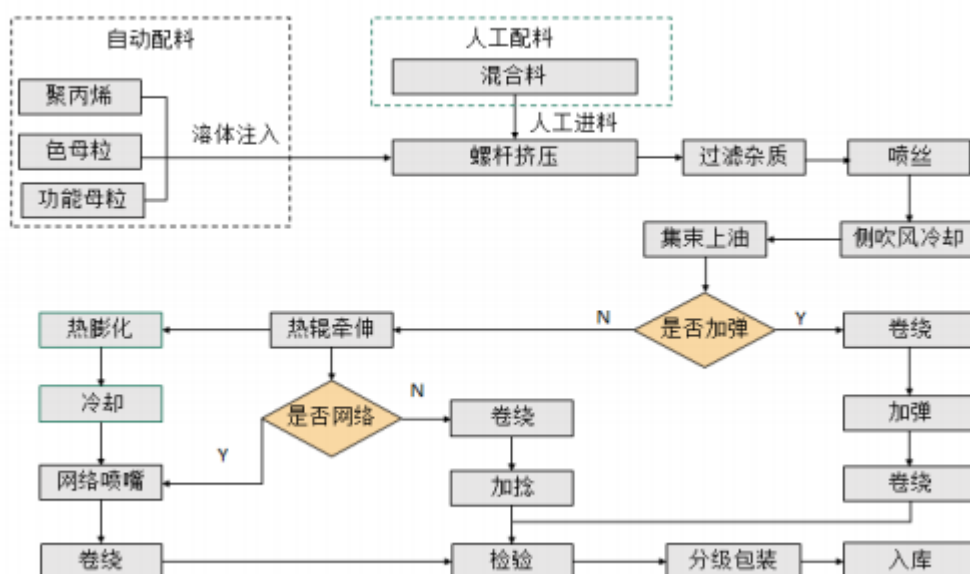 自动配料
人工配料
聚丙烯
混合料
色母粒
溶体注入
人工进料
螺杆挤压
过滤杂质
喷丝
功能母粒
集束上油
侧吹风冷却
热膨化
热辊牵伸
N
是否加弹
Y
卷绕
冷却
是否网络
N
卷绕
加弹
Y
网络喷嘴
加捻
卷绕
卷绕
检验
分级包装
入库